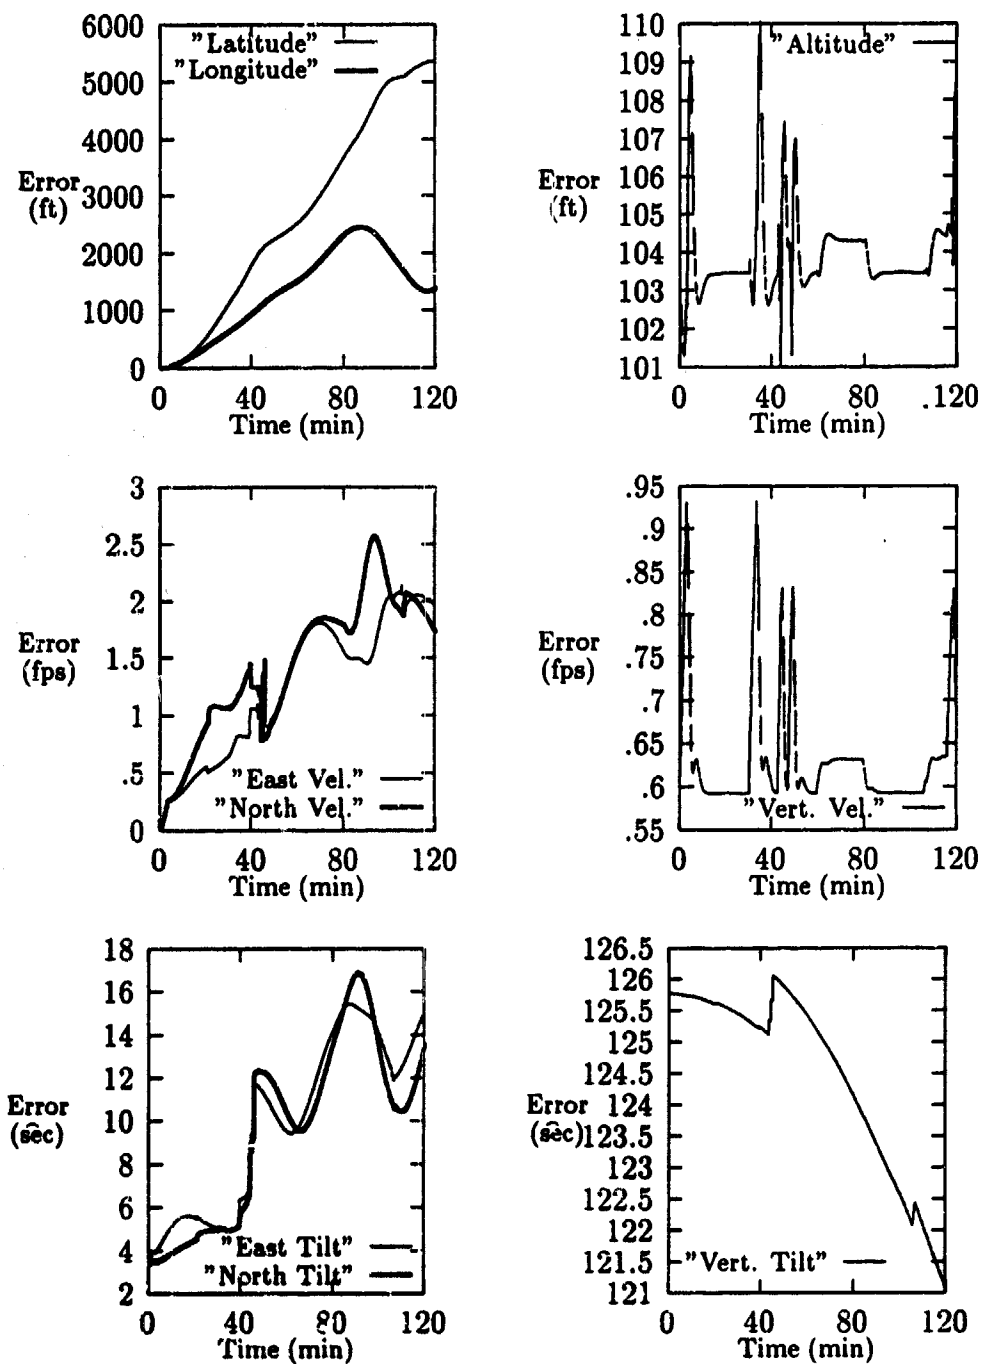 6000
5000
4000
3000
2000
1000
0
Error
(ft)
"Latitude"
"Longitude"
0 40 80 120
Time (min)
110
109
108
107
106
105
104
103
102
101
Error
(ft)
"Altitude"
0 40 80 .120
Time (min)
3
2.5
2
1.5
1
.5
0
Error
(fps)
"East Vel."
"North Vel."
0 40 80 120
Time (min)
.95
.9
.85
.8
.75
.7
.65
.6
.55
Error
(fps)
"Vert. Vel."
0 40 80 120
Time (min)
18
16
14
12
10
8
6
4
2
Error
(sêc)
"East Tilt"
"North Tilt"
0 40 80 120
Time (min)
126.5
126
125.5
125
124.5
124
123.5
123
122.5
122
121.5
121
Error
(sêc)
"Vert. Tilt"
0 40 80 120
Time (min)